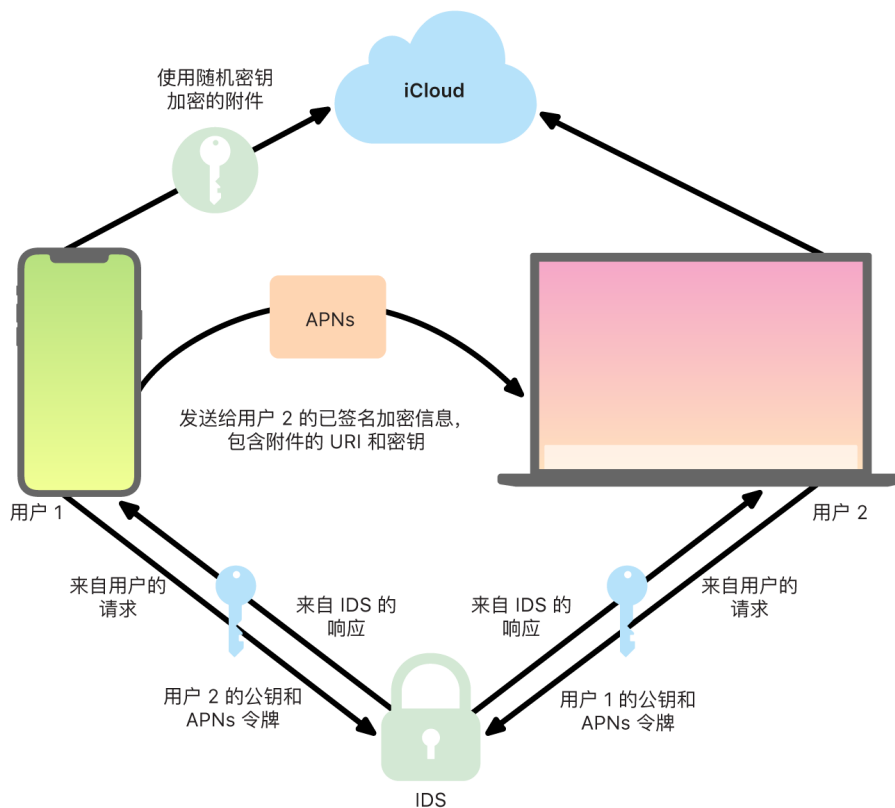 使用随机密钥
加密的附件
iCloud
APNs
发送给用户 2 的已签名加密信息，
包含附件的 URI 和密钥
用户 1
用户 2
来自用户的
请求
来自 IDS 的
响应
来自 IDS 的
响应
来自用户的
请求
用户 2 的公钥和
APNs 令牌
用户 1 的公钥和
APNs 令牌
IDS